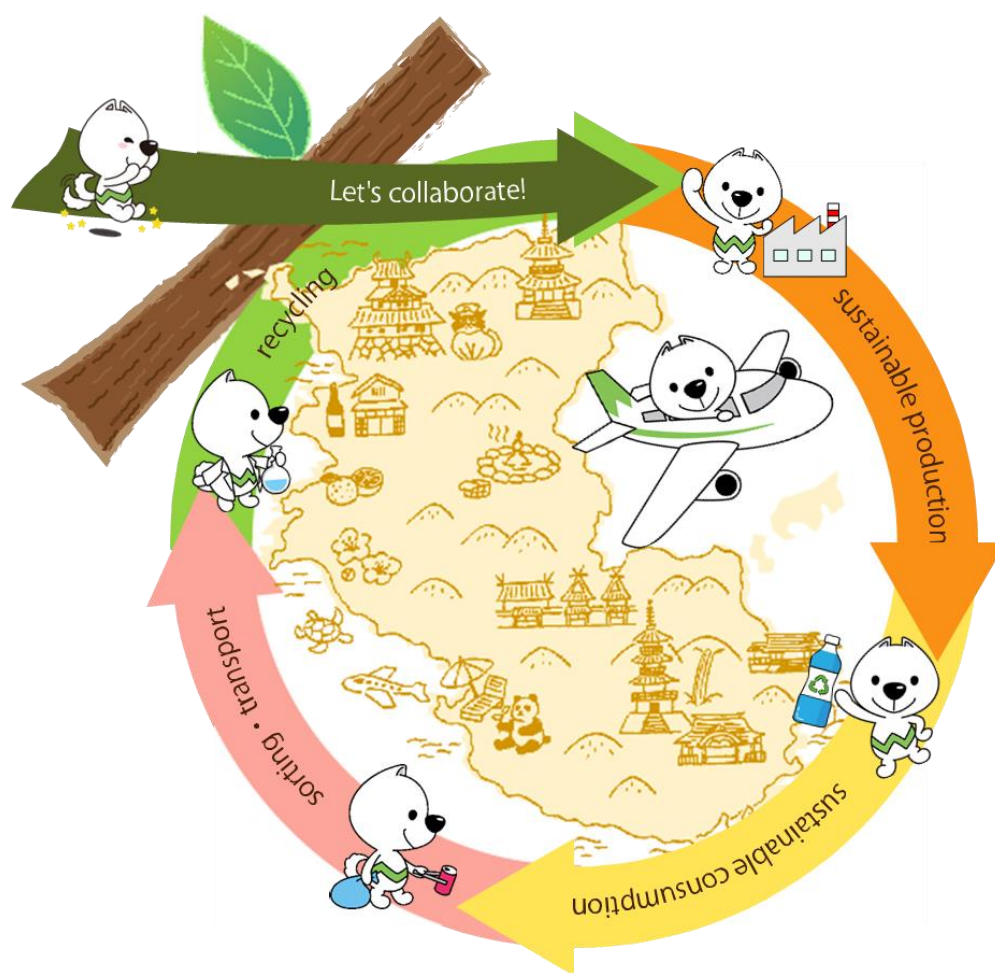 Let's collaborate!
sustainable production
sustainable consumption
sorting・transport
recycling